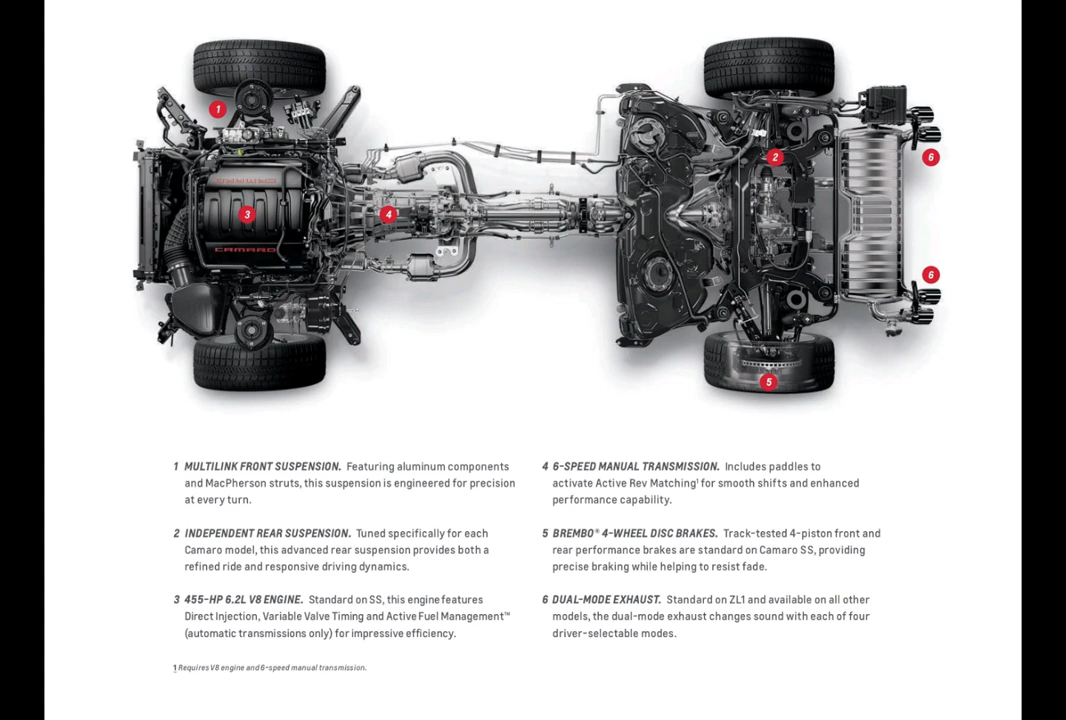 1
2
6
3
4
CAMARO
6
5
1 MULTILINK FRONT SUSPENSION. Featuring aluminum components
and MacPherson struts, this suspension is engineered for precision
at every turn.
2 INDEPENDENT REAR SUSPENSION. Tuned specifically for each
Camaro model, this advanced rear suspension provides both a
refined ride and responsive driving dynamics.
3 455-HP 6.2L V8 ENGINE. Standard on SS, this engine features
Direct Injection, Variable Valve Timing and Active Fuel Management™
(automatic transmissions only) for impressive efficiency.
4 6-SPEED MANUAL TRANSMISSION. Includes paddles to
activate Active Rev Matching¹ for smooth shifts and enhanced
performance capability.
5 BREMBO® 4-WHEEL DISC BRAKES. Track-tested 4-piston front and
rear performance brakes are standard on Camaro SS, providing
precise braking while helping to resist fade.
6 DUAL-MODE EXHAUST. Standard on ZL1 and available on all other
models, the dual-mode exhaust changes sound with each of four
driver-selectable modes.
1 Requires V8 engine and 6-speed manual transmission.